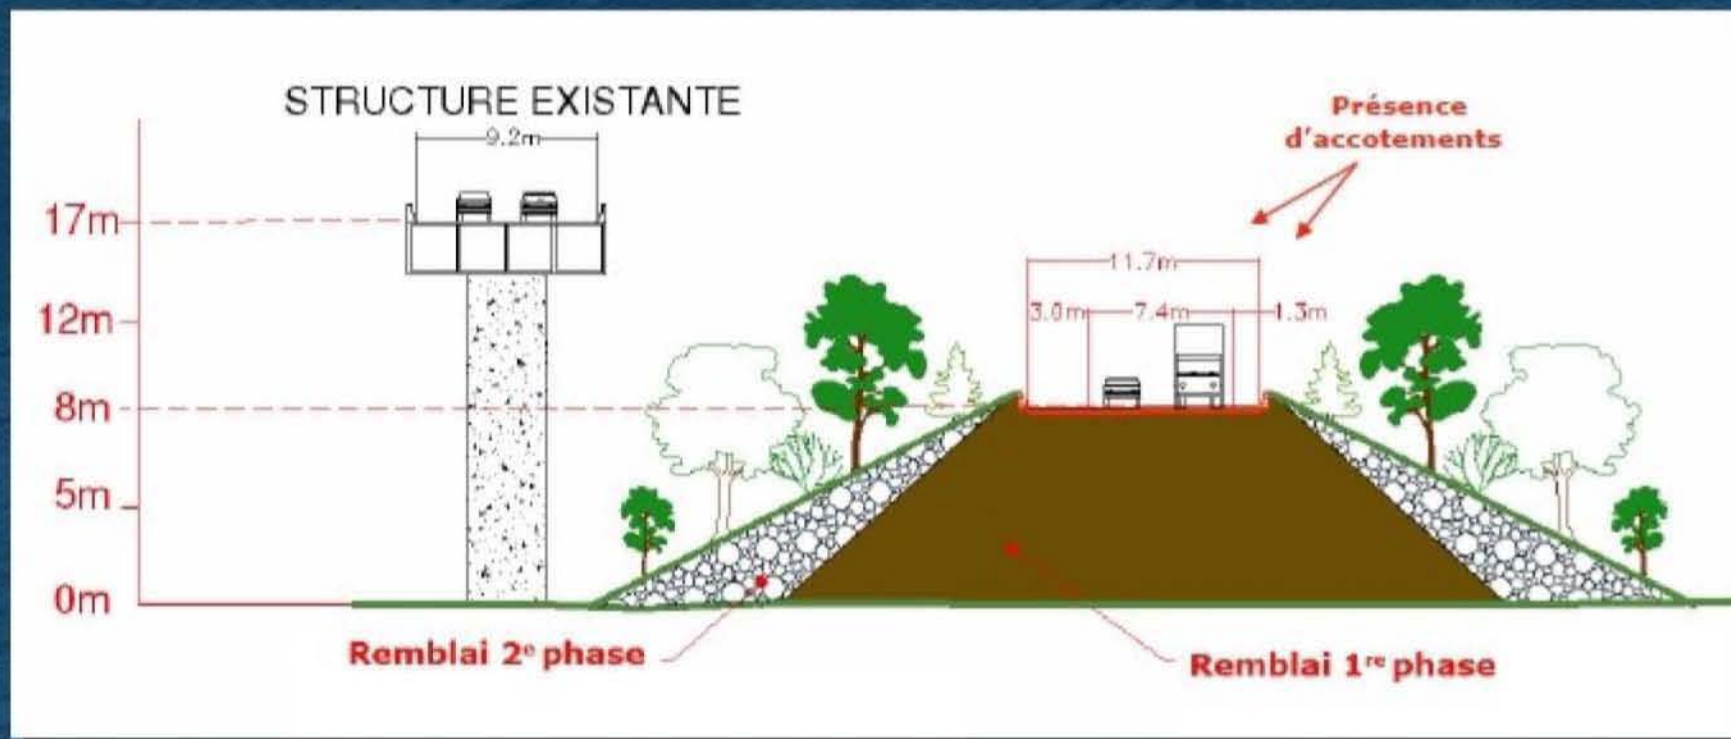 STRUCTURE EXISTANTE
9.2m
Présence
d'accotements
17m
11.7m
12m
3.0m
7.4m
1.3m
8m
5m
0m
Remblai 2e phase
Remblai 1re phase